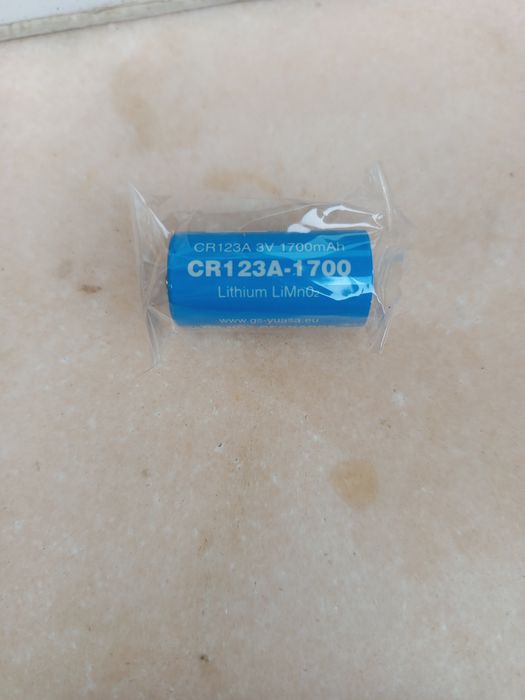 CR123A 3V 1700mAh
CR123A-1700
Lithium LiMnO₂
www.gs-yuasa.eu